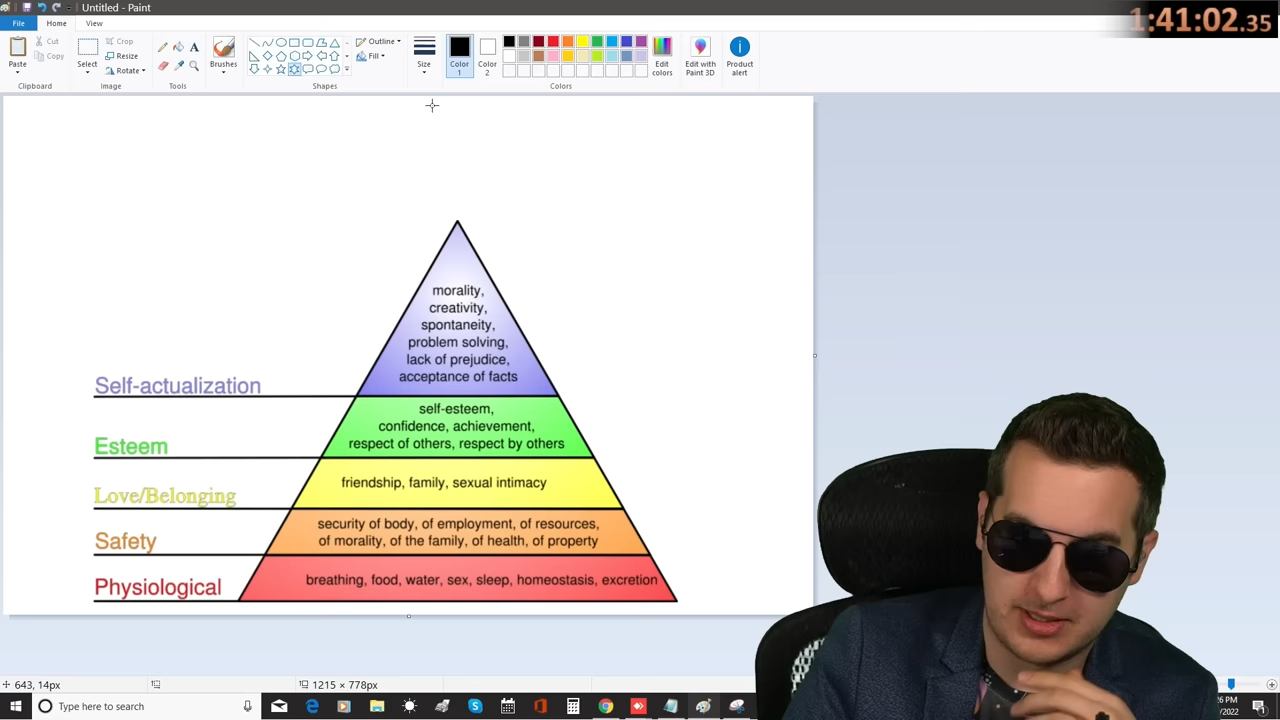 Untitled - Paint
1:41:02.35
File
Home
View
Paste
Cut
Copy
Clipboard
Select
Crop
Resize
Rotate
Image
Tools
Brushes
Outline
Fill
Shapes
Size
Color
1
Color
2
Edit
colors
Colors
Edit with
Paint 3D
Product
alert
morality,
creativity,
spontaneity,
problem solving,
lack of prejudice,
acceptance of facts
Self-actualization
self-esteem,
confidence, achievement,
respect of others, respect by others
Esteem
friendship, family, sexual intimacy
Love/Belonging
security of body, of employment, of resources,
of morality, of the family, of health, of property
Safety
breathing, food, water, sex, sleep, homeostasis, excretion
Physiological
643, 14px
1215 × 778px
Type here to search